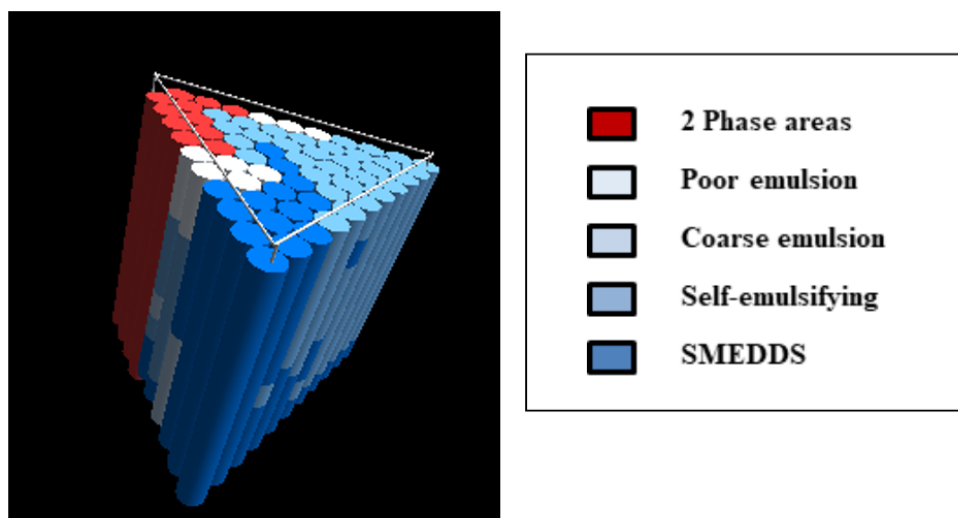 2 Phase areas
Poor emulsion
Coarse emulsion
Self-emulsifying
SMEDDS